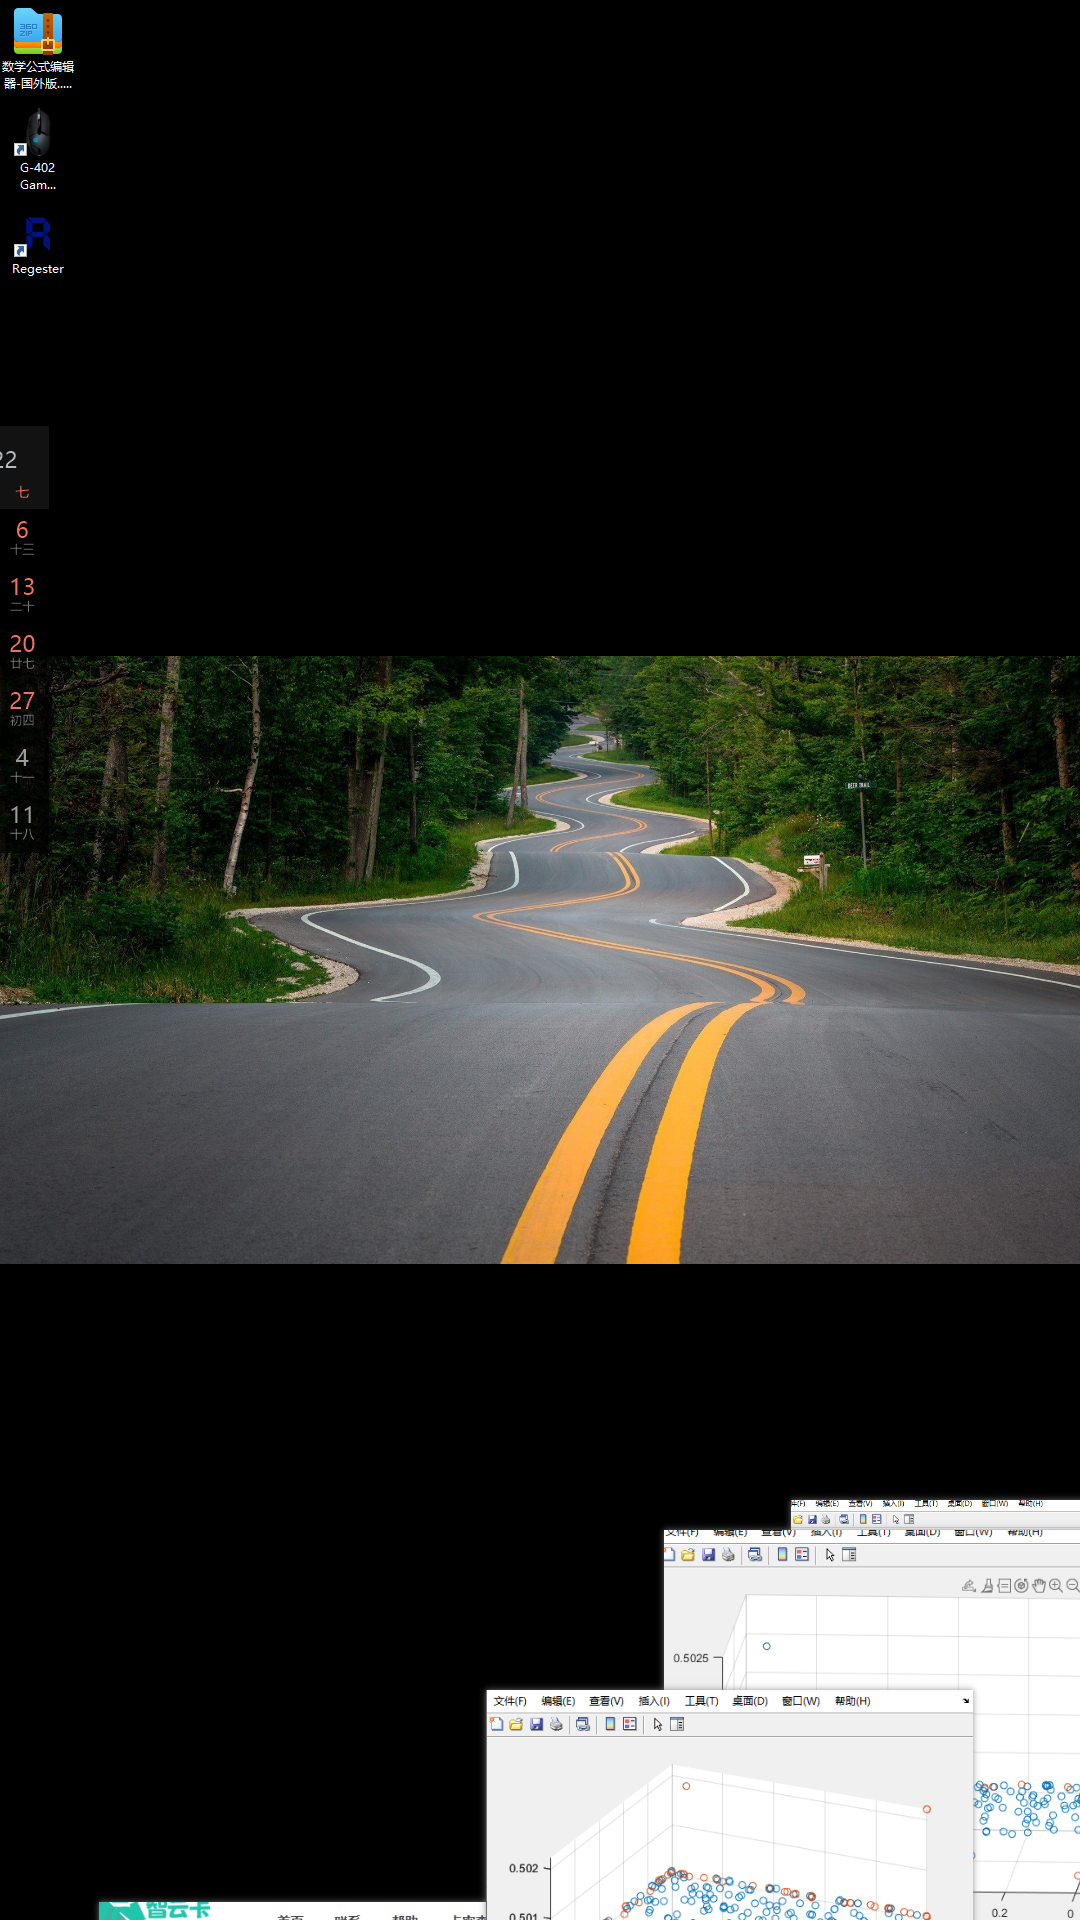 数学公式编辑
器-国外版.....
G-402
Gam...
Regester
22
七
6
十三
13
二十
20
廿七
27
初四
4
十一
11
十八
DEER TRAIL
编辑(E) 查看(V) 插入(I) 工具(T) 桌面(D) 窗口(W) 帮助(H)
文件(F) 编辑(E) 查看(V) 插入(I) 工具(T) 桌面(D) 窗口(W) 帮助(H)
0.5025
0.2
0
文件(F) 编辑(E) 查看(V) 插入(I) 工具(T) 桌面(D) 窗口(W) 帮助(H)
0.502
0.501
智云卡
首页 联系 帮助